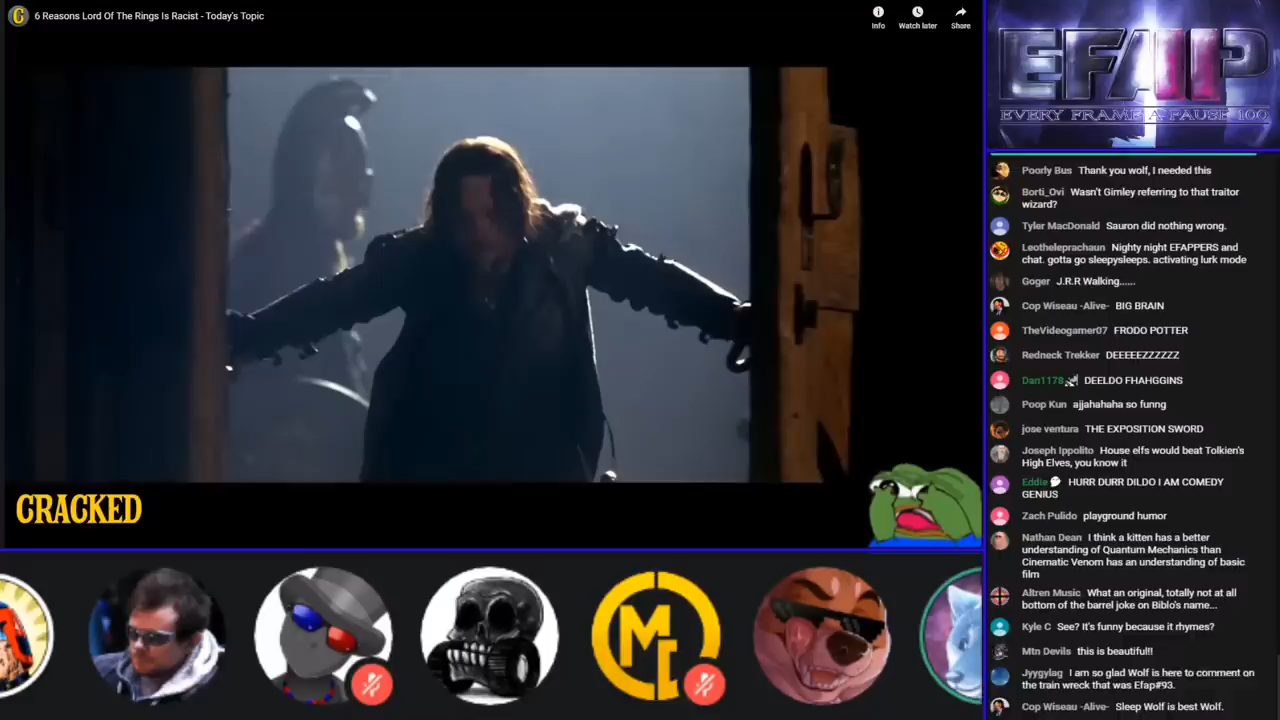 6 Reasons Lord Of The Rings Is Racist - Today's Topic
Info
Watch later
Share
CRACKED
EFAP
EVERY FRAME A PAUSE 100
Poorly Bus Thank you wolf, I needed this
Borti_Ovi Wasn't Gimley referring to that traitor
wizard?
Tyler MacDonald Sauron did nothing wrong.
Leotheleprachaun Nighty night EFAPPERS and
chat. gotta go sleepysleeps. activating lurk mode
Goger J.R.R Walking......
Cop Wiseau -Alive- BIG BRAIN
TheVideogamer07 FRODO POTTER
Redneck Trekker DEEEEEZZZZZZ
Dan1178 DEELDO FHAHGGINS
Poop Kun ajjahahaha so funng
jose ventura THE EXPOSITION SWORD
Joseph Ippolito House elfs would beat Tolkien's
High Elves, you know it
Eddie HURR DURR DILDO I AM COMEDY
GENIUS
Zach Pulido playground humor
Nathan Dean I think a kitten has a better
understanding of Quantum Mechanics than
Cinematic Venom has an understanding of basic
film
Altren Music What an original, totally not at all
bottom of the barrel joke on Biblo's name...
Kyle C See? It's funny because it rhymes?
Mtn Devils this is beautiful!!
Jyygylag I am so glad Wolf is here to comment on
the train wreck that was Efap#93.
Cop Wiseau -Alive- Sleep Wolf is best Wolf.